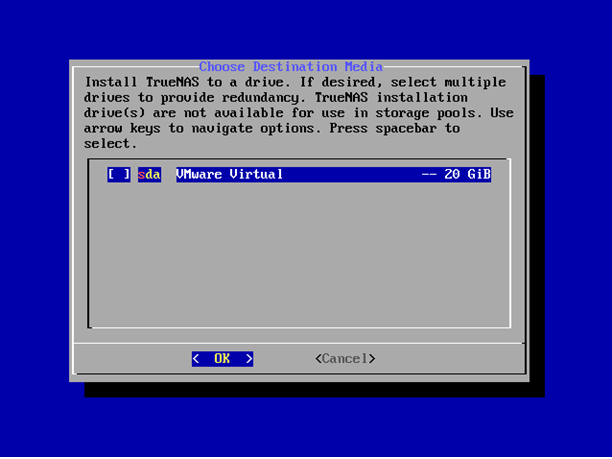 Choose Destination Media
Install TrueNAS to a drive. If desired, select multiple
drives to provide redundancy. TrueNAS installation
drive(s) are not available for use in storage pools. Use
arrow keys to navigate options. Press spacebar to
select.
[ ] sda VMware Virtual -- 20 GiB
< OK > <Cancel>